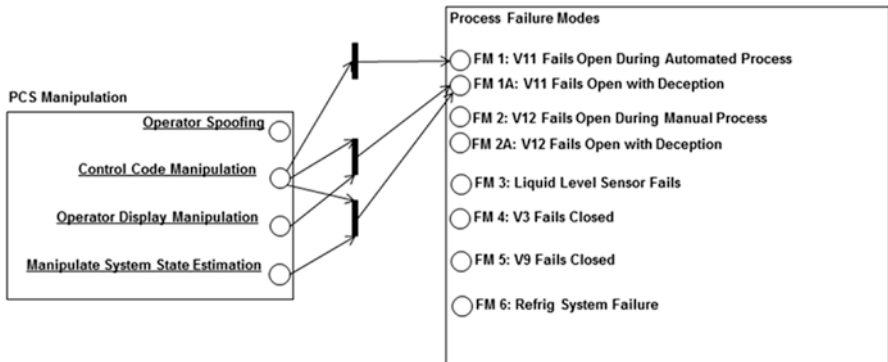 Process Failure Modes
FM 1: V11 Fails Open During Automated Process
FM 1A: V11 Fails Open with Deception
PCS Manipulation
Operator Spoofing
FM 2: V12 Fails Open During Manual Process
FM 2A: V12 Fails Open with Deception
Control Code Manipulation
FM 3: Liquid Level Sensor Fails
Operator Display Manipulation
FM 4: V3 Fails Closed
Manipulate System State Estimation
FM 5: V9 Fails Closed
FM 6: Refrig System Failure